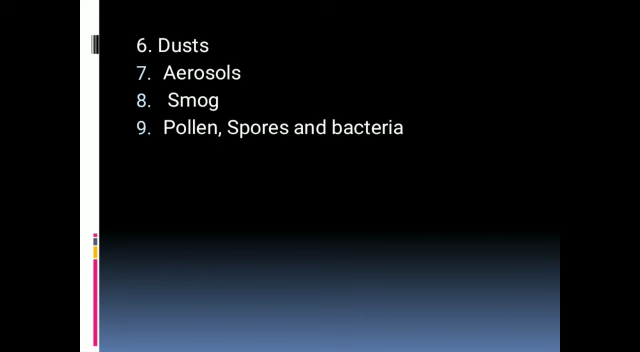 6. Dusts
7. Aerosols
8. Smog
9. Pollen, Spores and bacteria